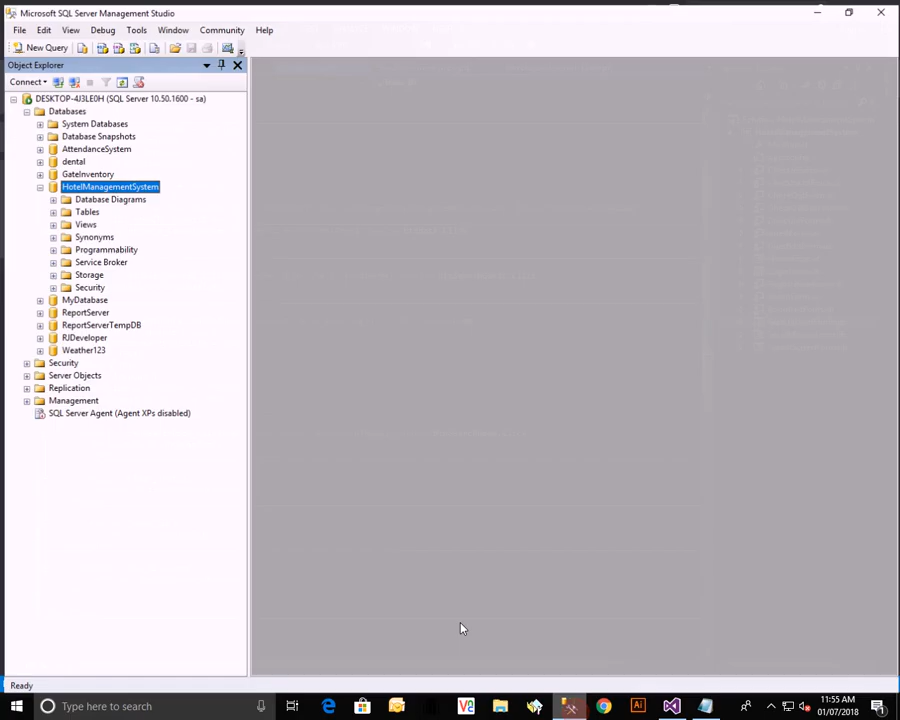 Microsoft SQL Server Management Studio
File Edit View Debug Tools Window Community Help
New Query
Object Explorer
Connect
DESKTOP-4J3LE0H (SQL Server 10.50.1600 - sa)
Databases
System Databases
Database Snapshots
AttendanceSystem
dental
GateInventory
HotelManagementSystem
Database Diagrams
Tables
Views
Synonyms
Programmability
Service Broker
Storage
Security
MyDatabase
ReportServer
ReportServerTempDB
RJDeveloper
Weather123
Security
Server Objects
Replication
Management
SQL Server Agent (Agent XPs disabled)
Ready
Type here to search
11:55 AM
01/07/2018